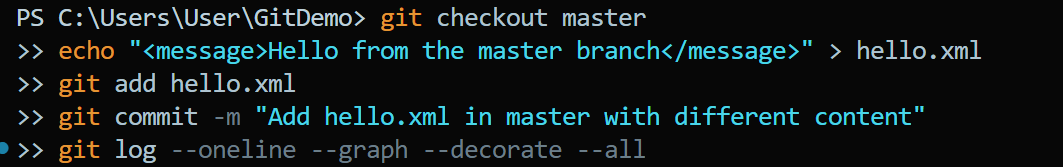 PS C:\Users\User\GitDemo> git checkout master
>> echo "<message>Hello from the master branch</message>" > hello.xml
>> git add hello.xml
>> git commit -m "Add hello.xml in master with different content"
>> git log --oneline --graph --decorate --all